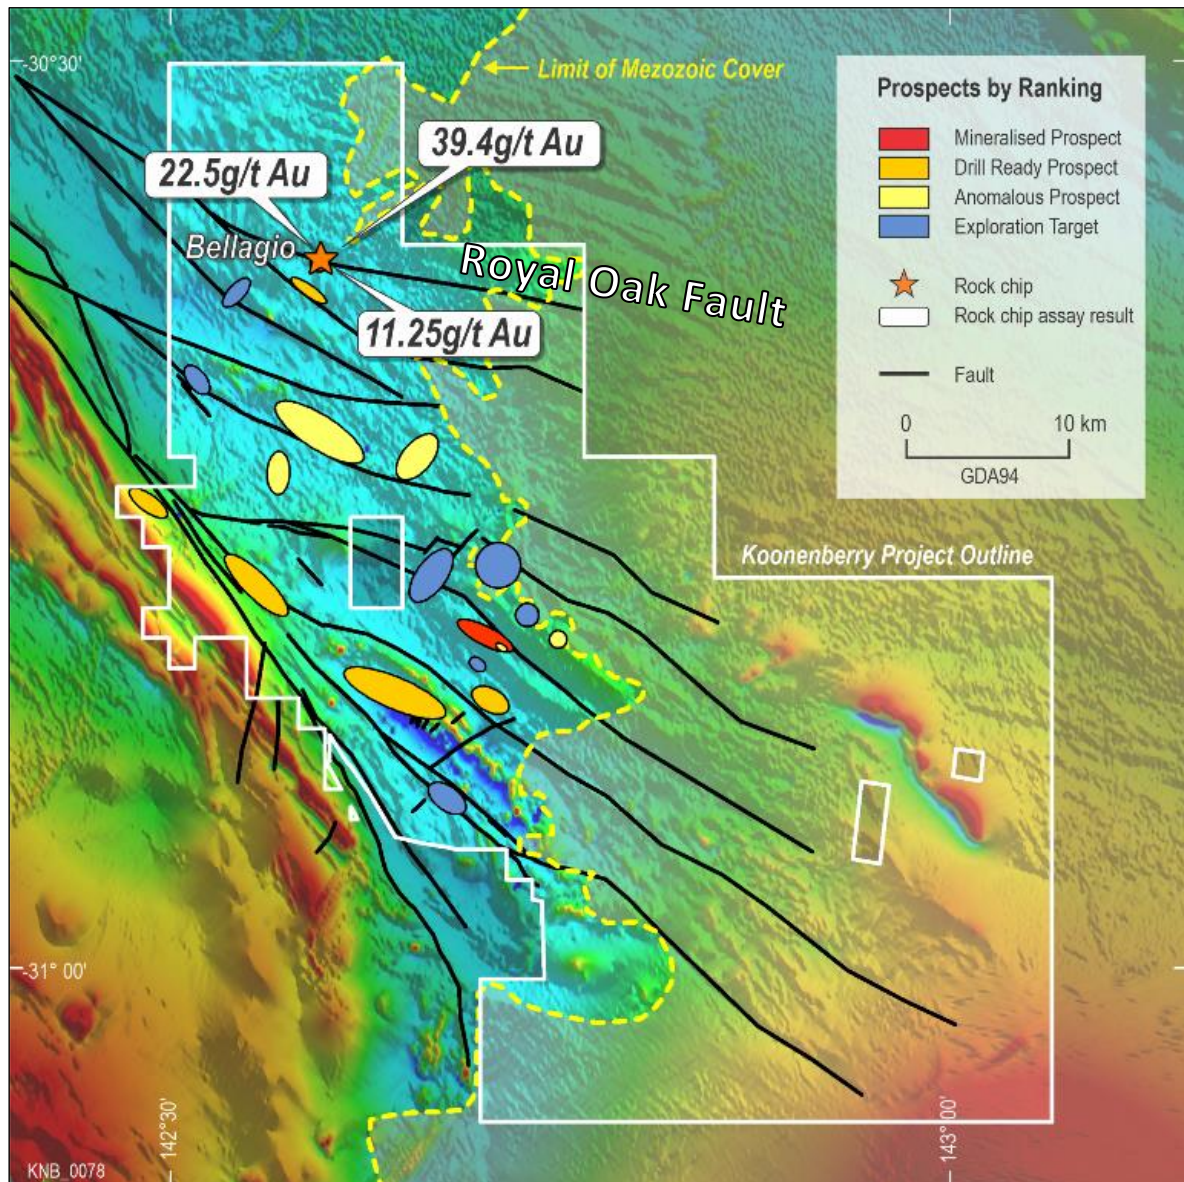 -30°30'
Limit of Mezozoic Cover
39.4g/t Au
22.5g/t Au
Bellagio
Royal Oak Fault
11.25g/t Au
Prospects by Ranking
Mineralised Prospect
Drill Ready Prospect
Anomalous Prospect
Exploration Target
Rock chip
Rock chip assay result
Fault
0 10 km
GDA94
Koonenberry Project Outline
-31° 00'
142°30'
143°00'
KNB_0078